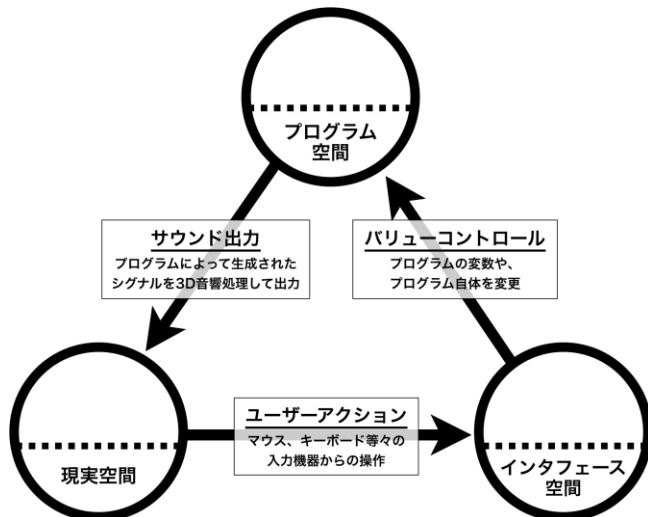 プログラム
空間
サウンド出力
プログラムによって生成された
シグナルを3D音響処理して出力
バリューコントロール
プログラムの変数や、
プログラム自体を変更
ユーザーアクション
マウス、キーボード等々の
入力機器からの操作
現実空間
インタフェース
空間